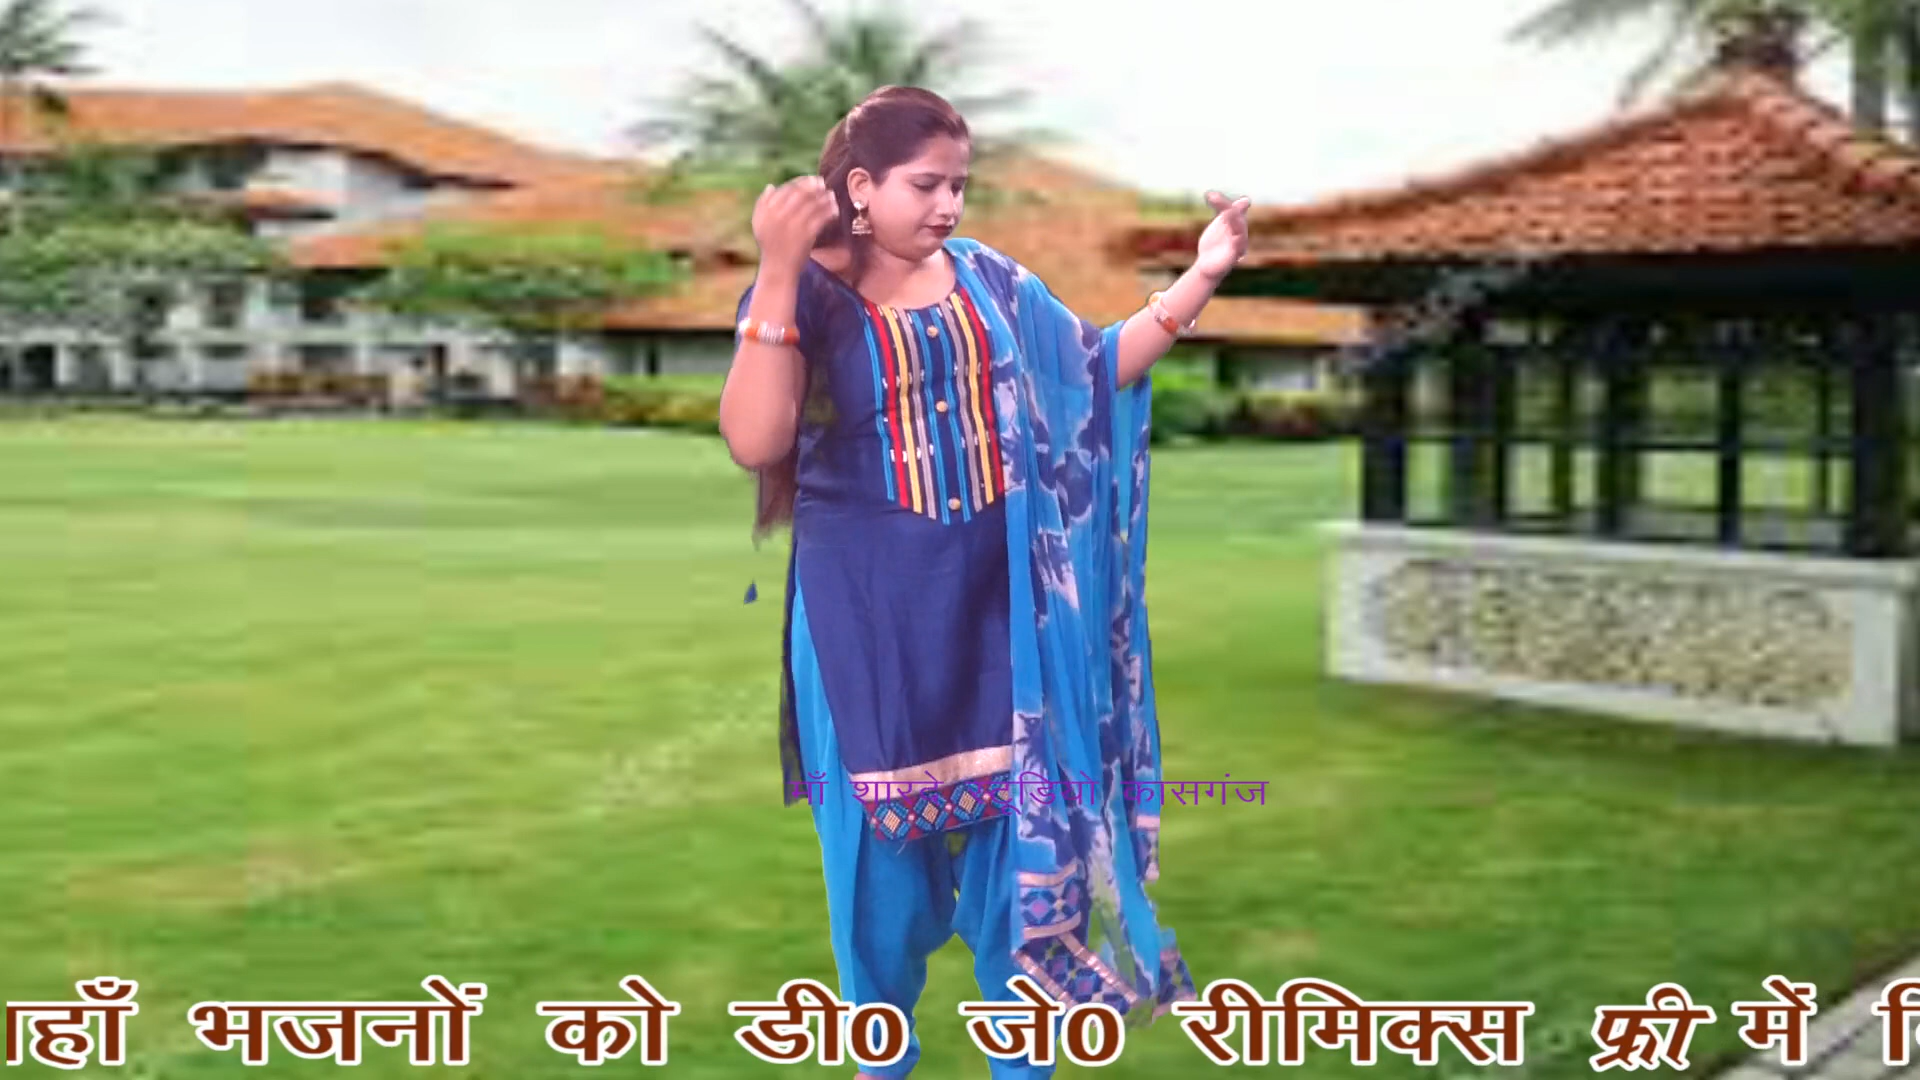 माँ शारदे स्टूडियो कासगंज
भजनों को डी0 जे0 रीमिक्स फ्री में